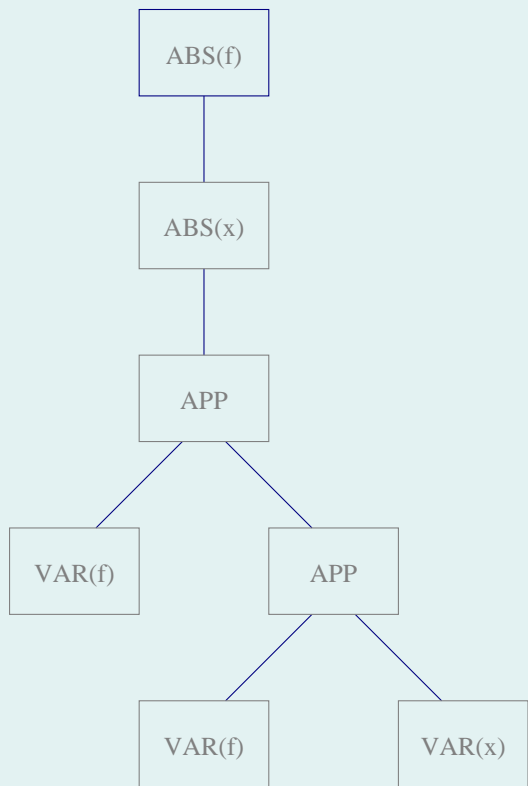 ABS(f)
ABS(x)
APP
VAR(f)
APP
VAR(f)
VAR(x)